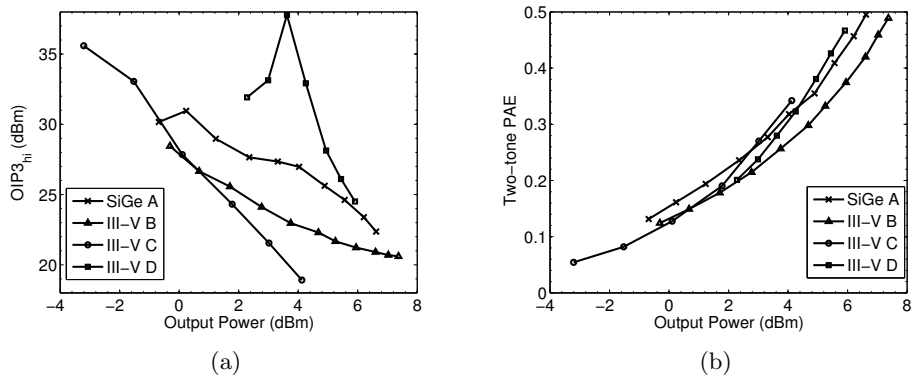 35
30
25
20
OIP3hi (dBm)
SiGe A
III−V B
III−V C
III−V D
−4 −2 0 2 4 6 8
Output Power (dBm)
(a)
0.5
0.4
0.3
0.2
0.1
0
Two−tone PAE
SiGe A
III−V B
III−V C
III−V D
−4 −2 0 2 4 6 8
Output Power (dBm)
(b)